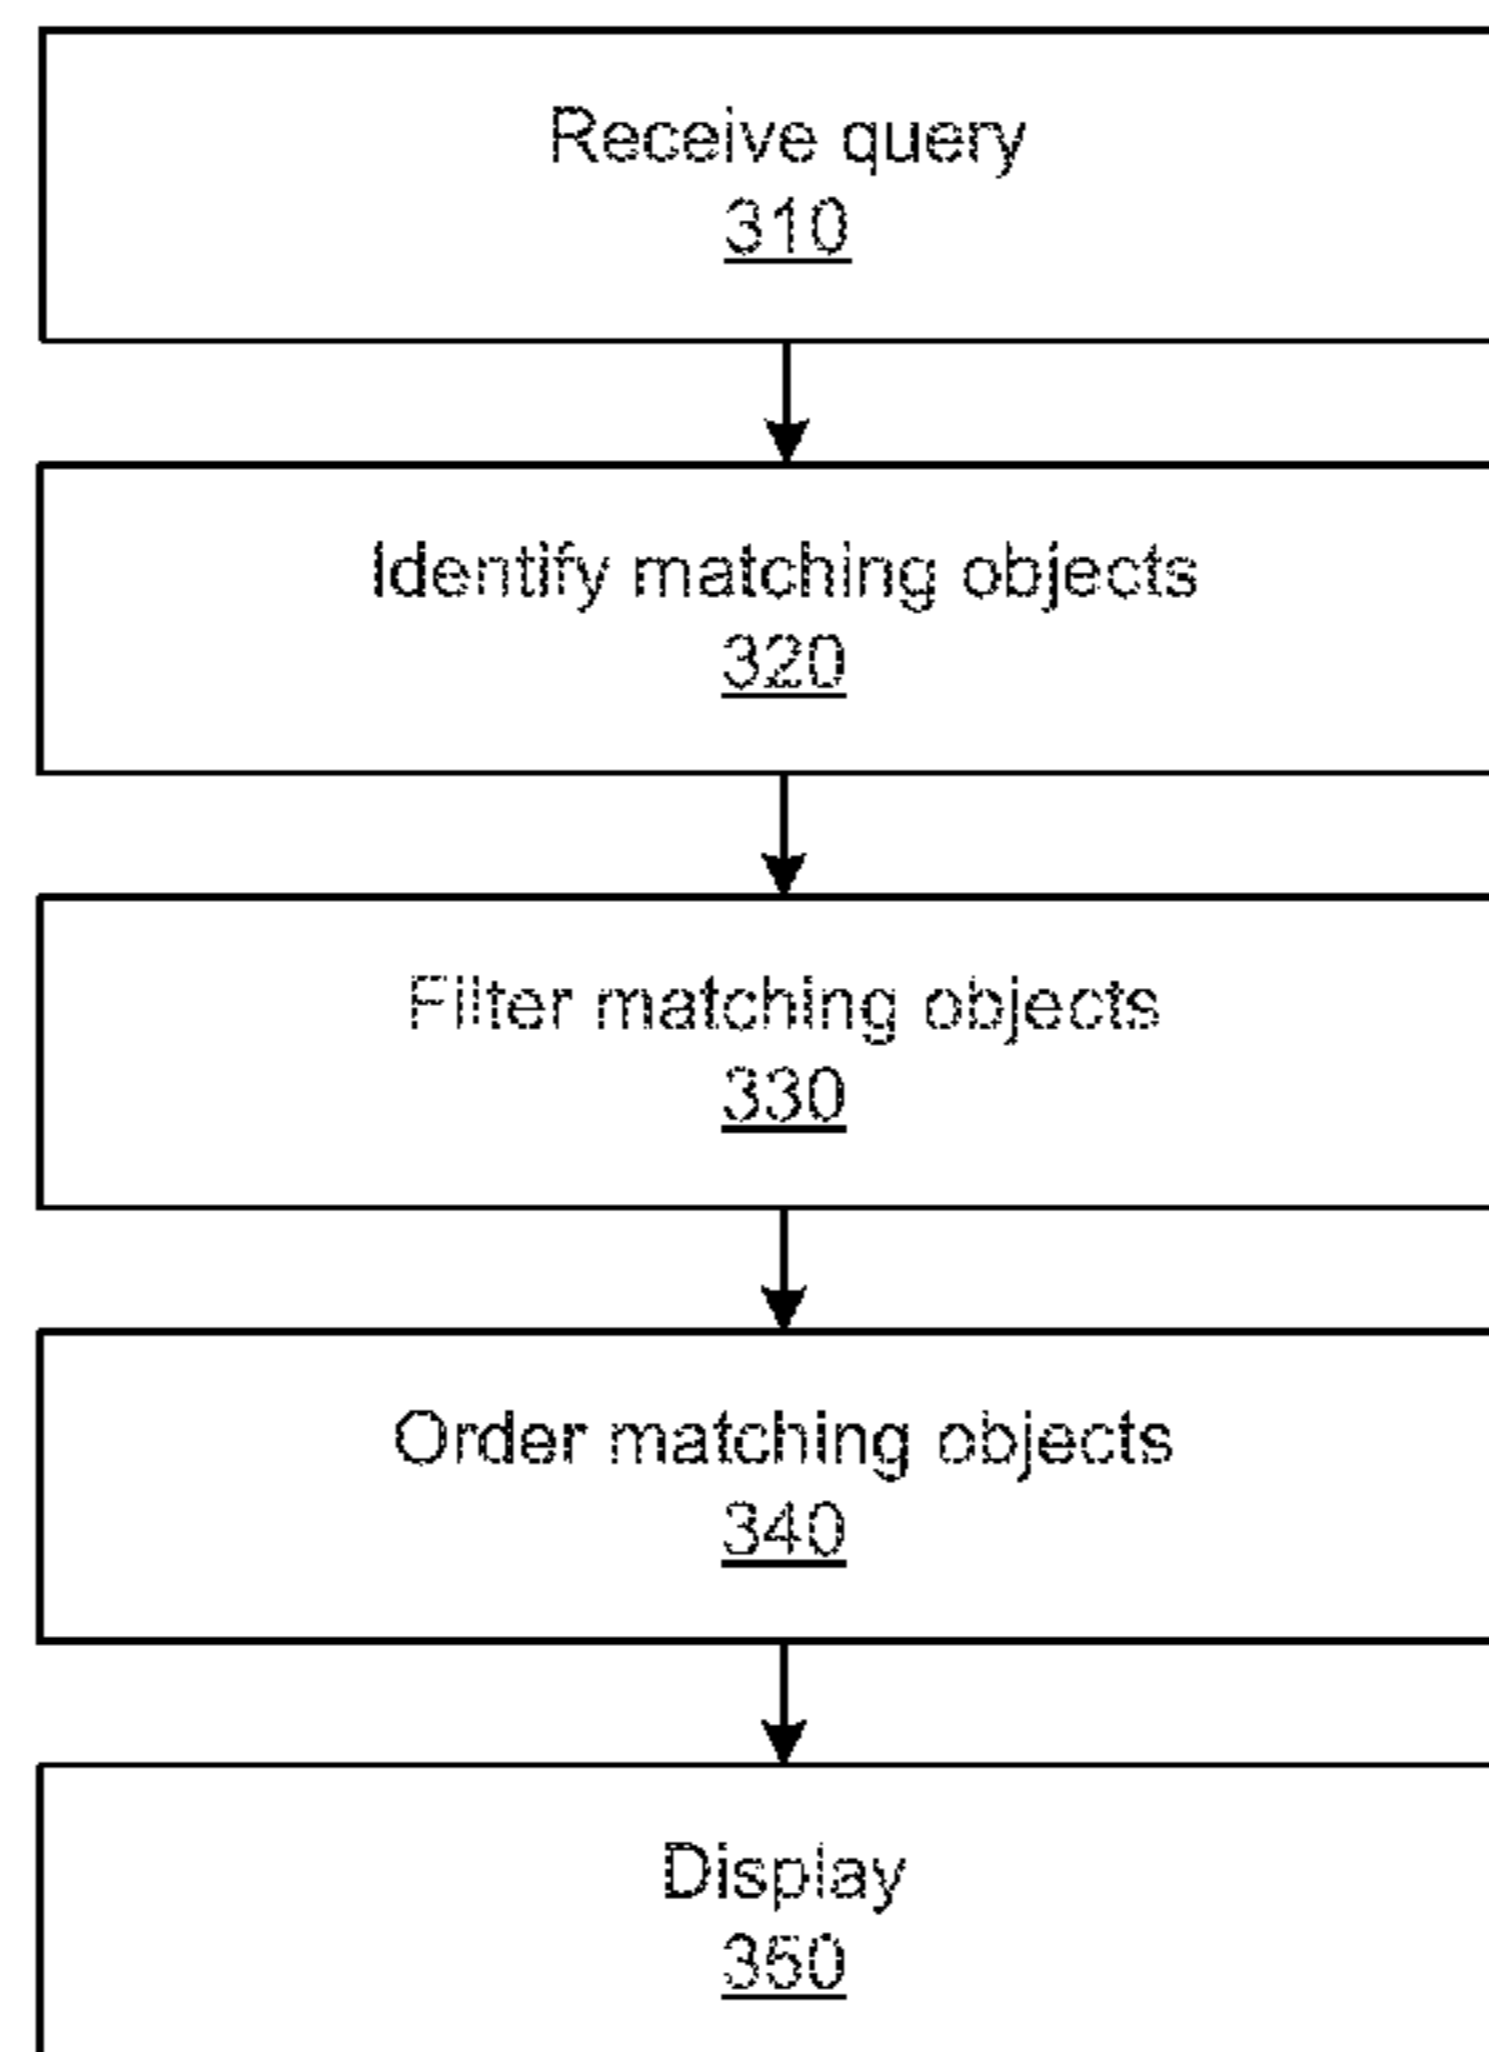 Receive query
310
Identify matching objects
320
Filter matching objects
330
Order matching objects
340
Display
350